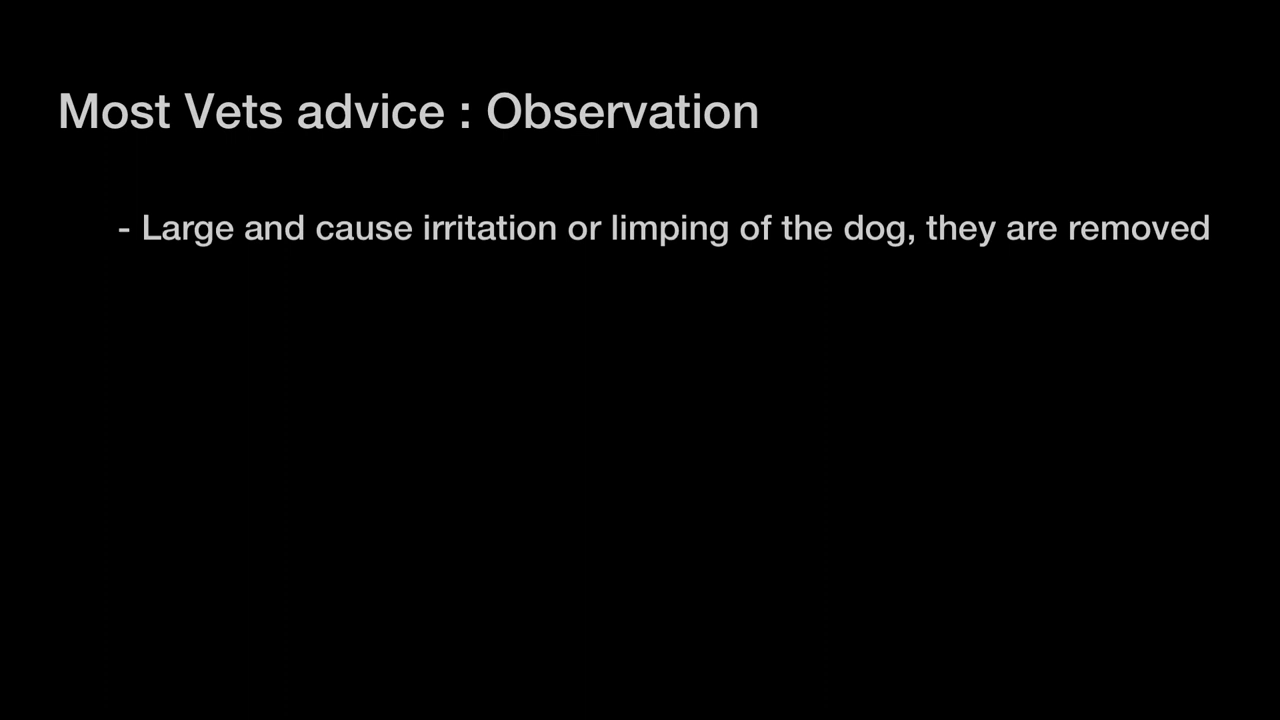 Most Vets advice : Observation
- Large and cause irritation or limping of the dog, they are removed